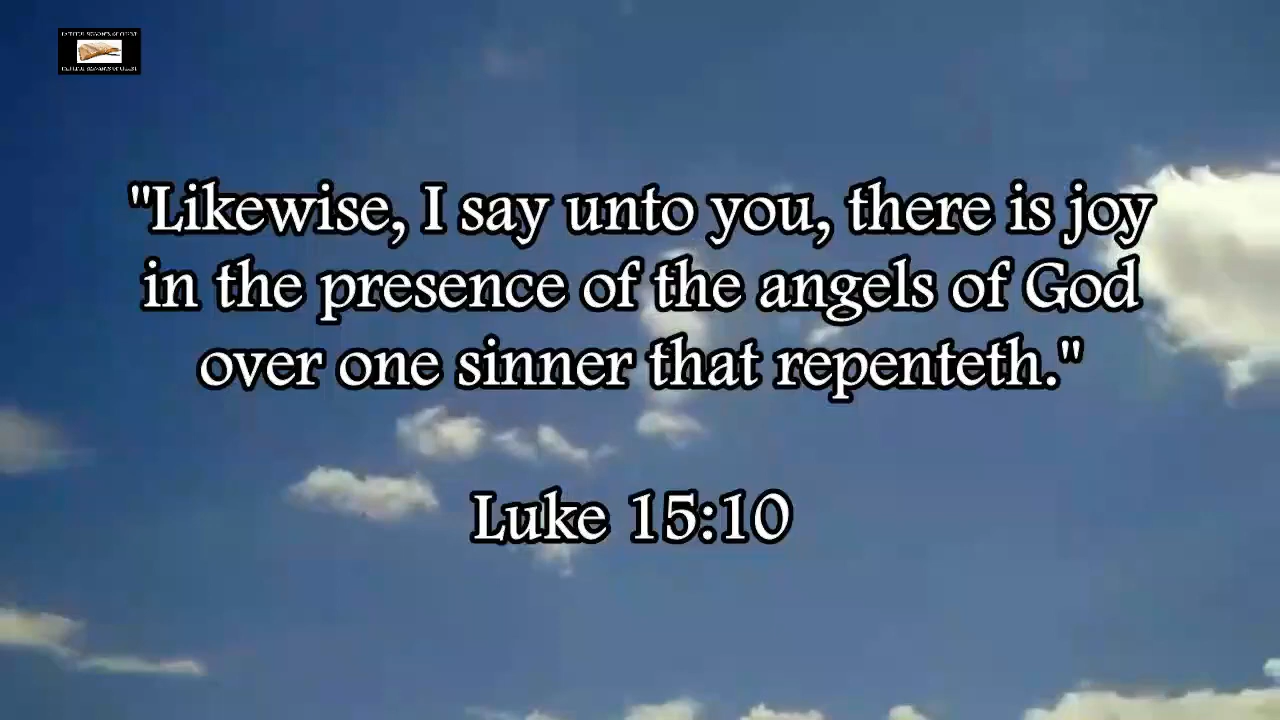 "Likewise, I say unto you, there is joy
in the presence of the angels of God
over one sinner that repenteth."
Luke 15:10